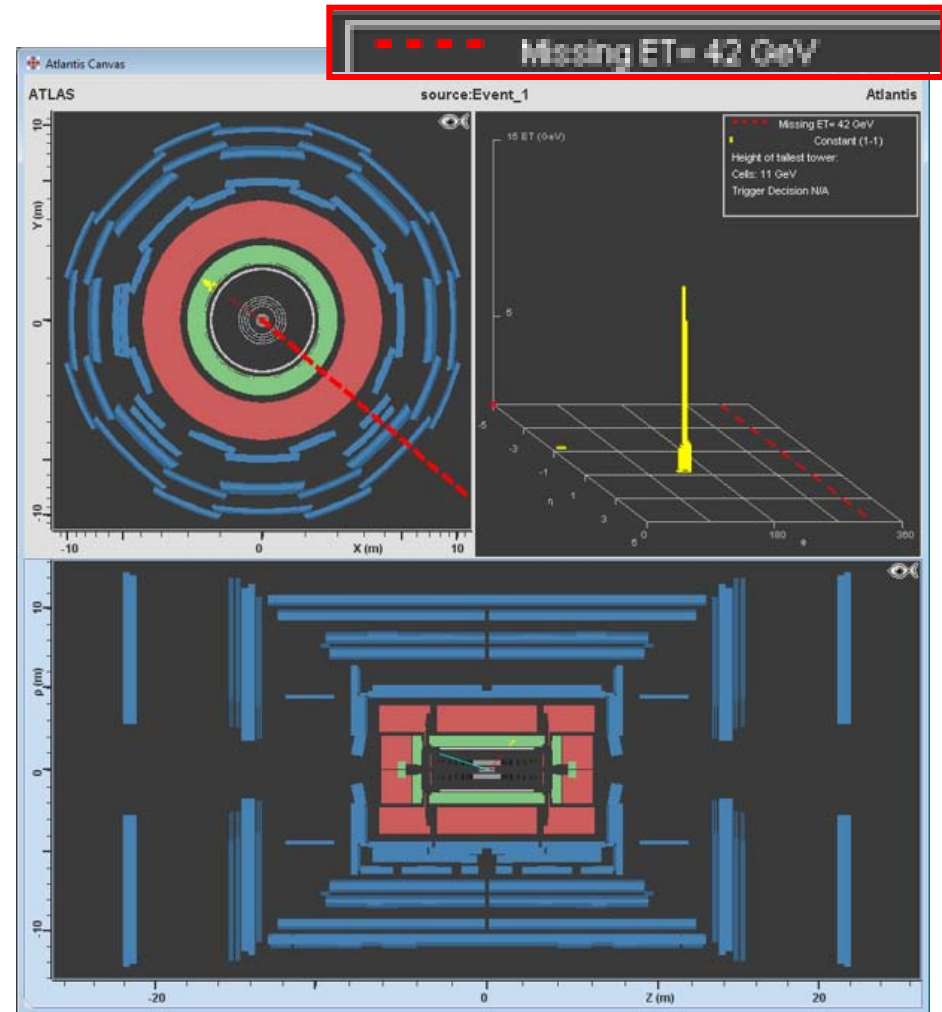 Missing ET= 42 GeV
Atlantis Canvas
ATLAS source:Event_1 Atlantis
10
Y (m)
0
-10
-10 0 X (m) 10
15 ET (GeV)
5
-5
-3
-1
η 1
3
5 0 180 360
Missing ET= 42 GeV
Constant (1-1)
Height of tallest tower:
Cells: 11 GeV
Trigger Decision N/A
10
ρ (m)
0
-10
-20 0 Z (m) 20